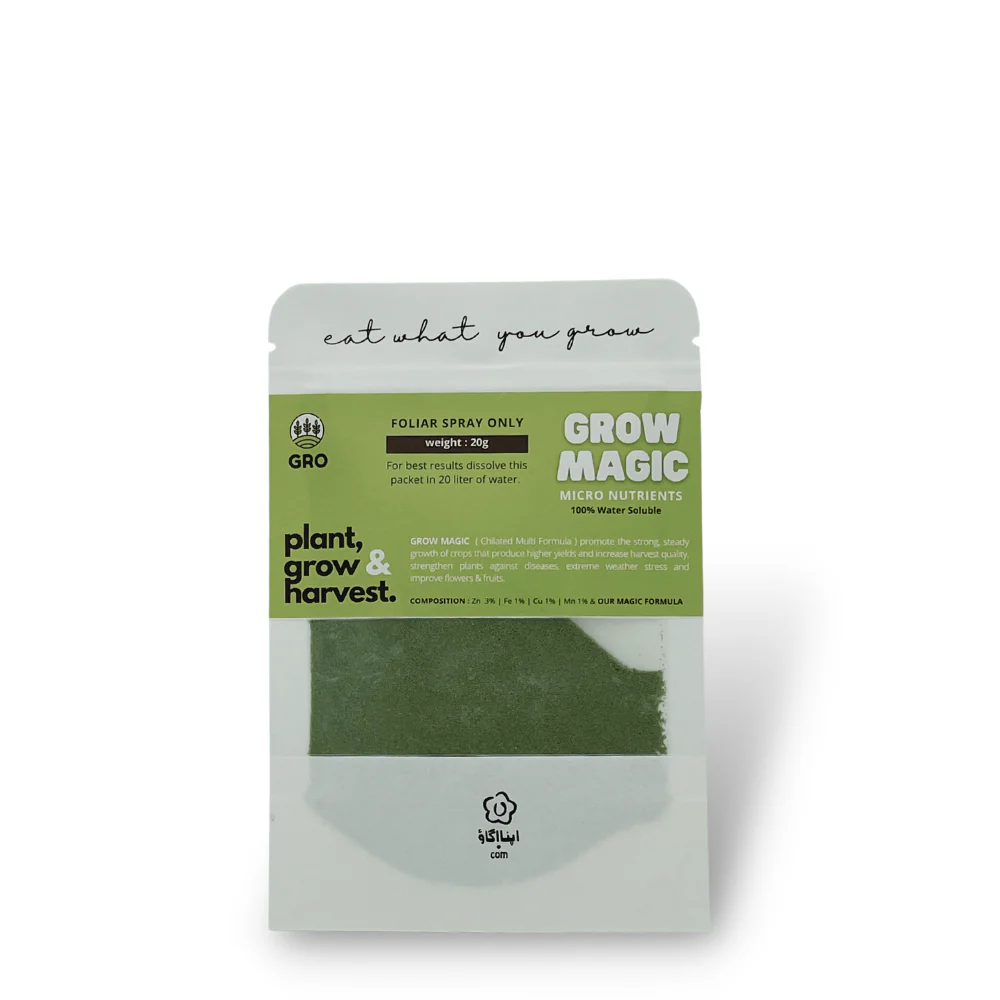 eat what you grow
GRO
FOLIAR SPRAY ONLY
weight : 20g
For best results dissolve this
packet in 20 liter of water.
GROW
MAGIC
MICRO NUTRIENTS
100% Water Soluble
plant,
grow &
harvest.
GROW MAGIC ( Chilated Multi Formula ) promote the strong, steady
growth of crops that produce higher yields and increase harvest quality,
strengthen plants against diseases, extreme weather stress and
improve flowers & fruits.
COMPOSITION : Zn .3% | Fe 1% | Cu 1% | Mn 1% & OUR MAGIC FORMULA
اپنااگاؤ
com